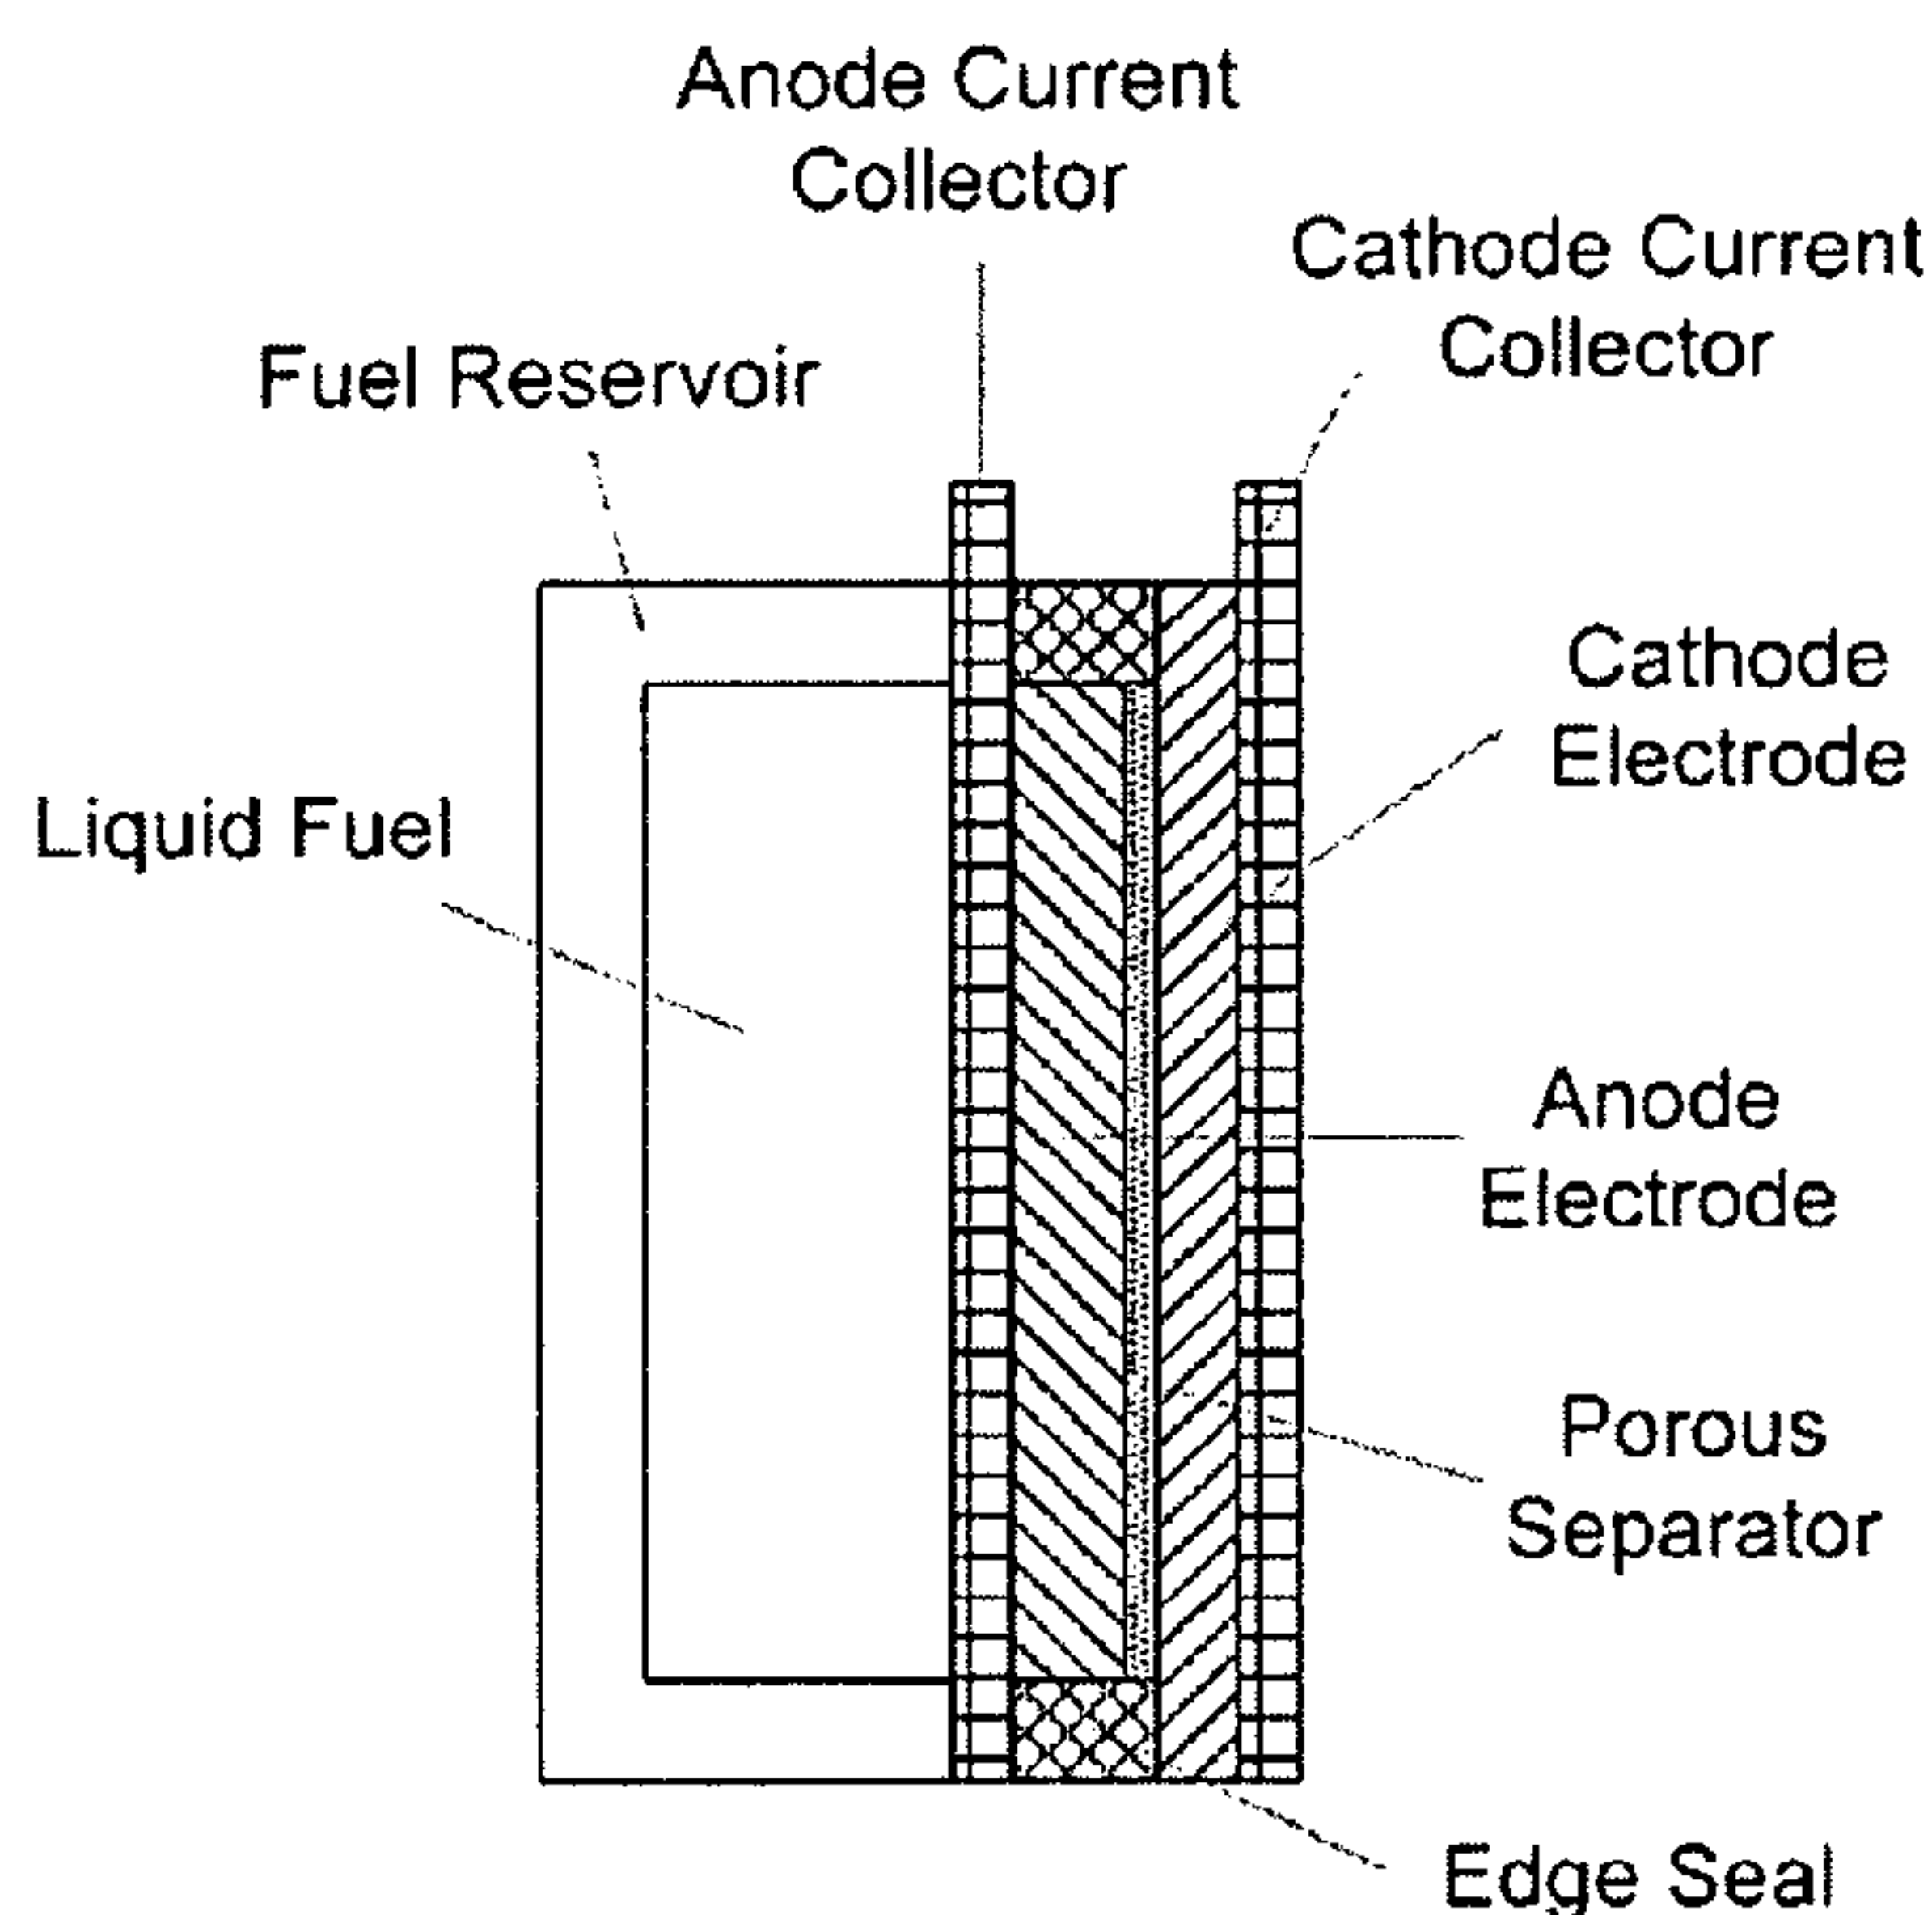 Anode Current
Collector
Cathode Current
Collector
Fuel Reservoir
Cathode
Electrode
Liquid Fuel
Anode
Electrode
Porous
Separator
Edge Seal